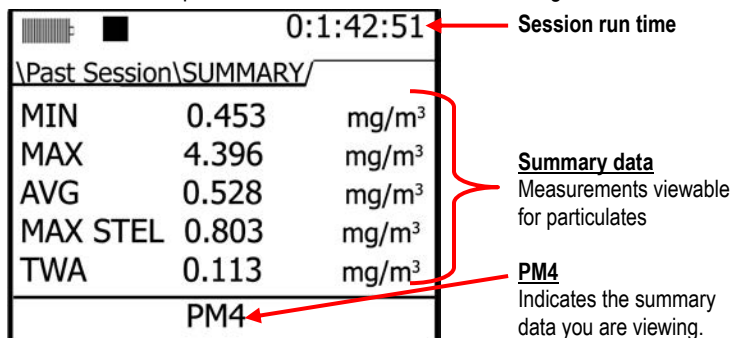 0:1:42:51
Session run time
\Past Session\SUMMARY/
MIN 0.453 mg/m³
MAX 4.396 mg/m³
AVG 0.528 mg/m³
MAX STEL 0.803 mg/m³
TWA 0.113 mg/m³
PM4
Summary data
Measurements viewable
for particulates
PM4
Indicates the summary
data you are viewing.